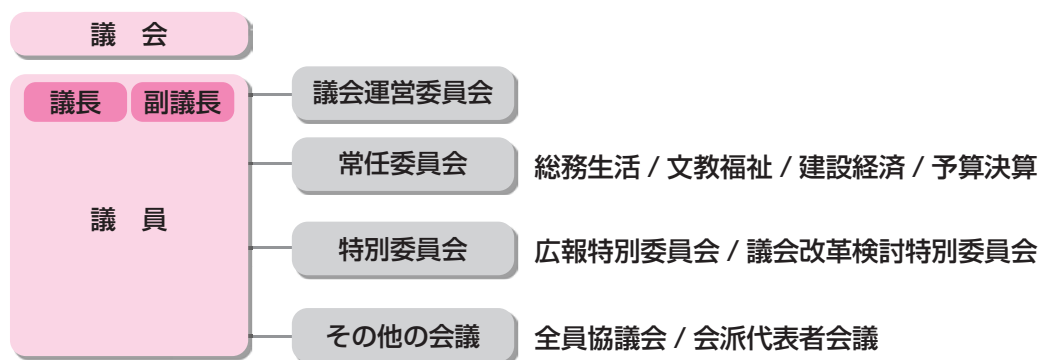 議 会
議長 副議長
議 員
議会運営委員会
常任委員会 総務生活 / 文教福祉 / 建設経済 / 予算決算
特別委員会 広報特別委員会 / 議会改革検討特別委員会
その他の会議 全員協議会 / 会派代表者会議